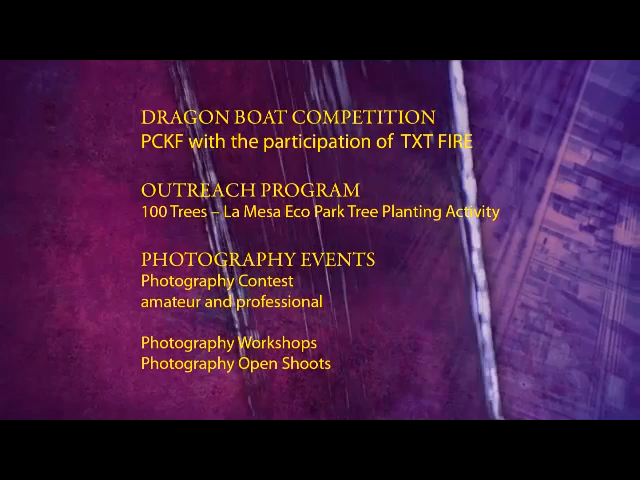 DRAGON BOAT COMPETITION
PCKF with the participation of TXT FIRE
OUTREACH PROGRAM
100 Trees – La Mesa Eco Park Tree Planting Activity
PHOTOGRAPHY EVENTS
Photography Contest
amateur and professional
Photography Workshops
Photography Open Shoots